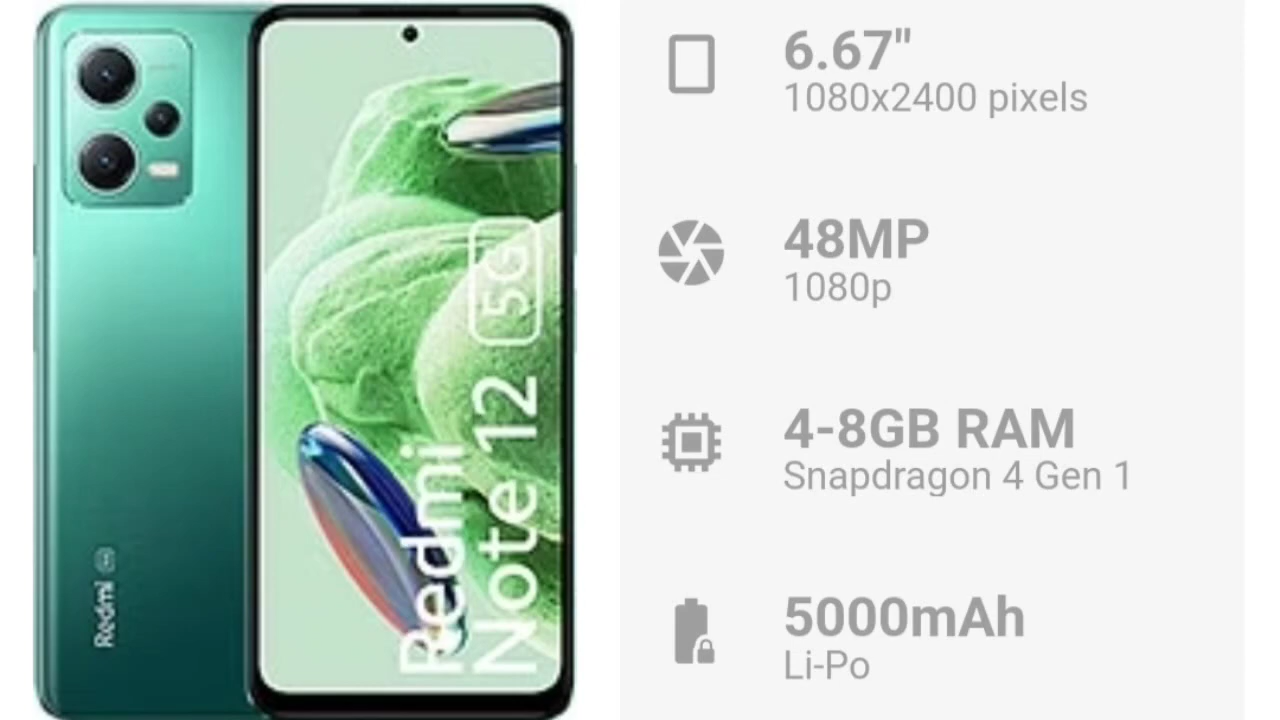 Redmi 5G
Redmi
Note 12 5G
6.67"
1080x2400 pixels
48MP
1080p
4-8GB RAM
Snapdragon 4 Gen 1
5000mAh
Li-Po